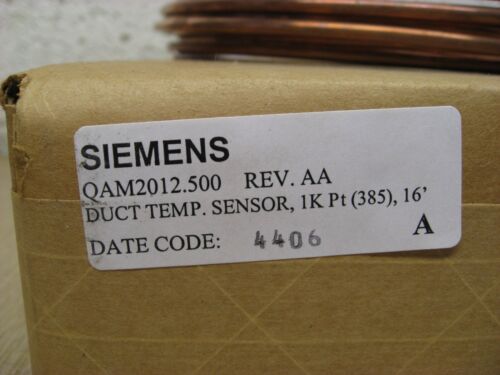 SIEMENS
QAM2012.500 REV. AA
DUCT TEMP. SENSOR, 1K Pt (385), 16'
DATE CODE: 4406
A